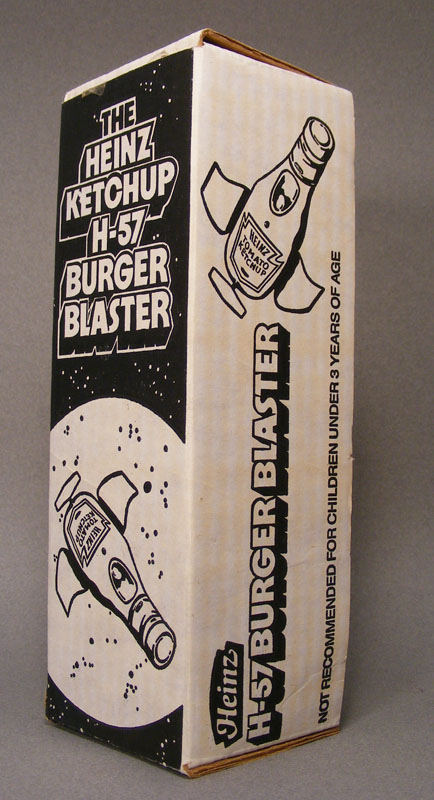 THE
HEINZ
KETCHUP
H-57
BURGER
BLASTER
HEINZ
TOMATO
KETCHUP
HEINZ
TOMATO
KETCHUP
Heinz
H-57 BURGER BLASTER
NOT RECOMMENDED FOR CHILDREN UNDER 3 YEARS OF AGE